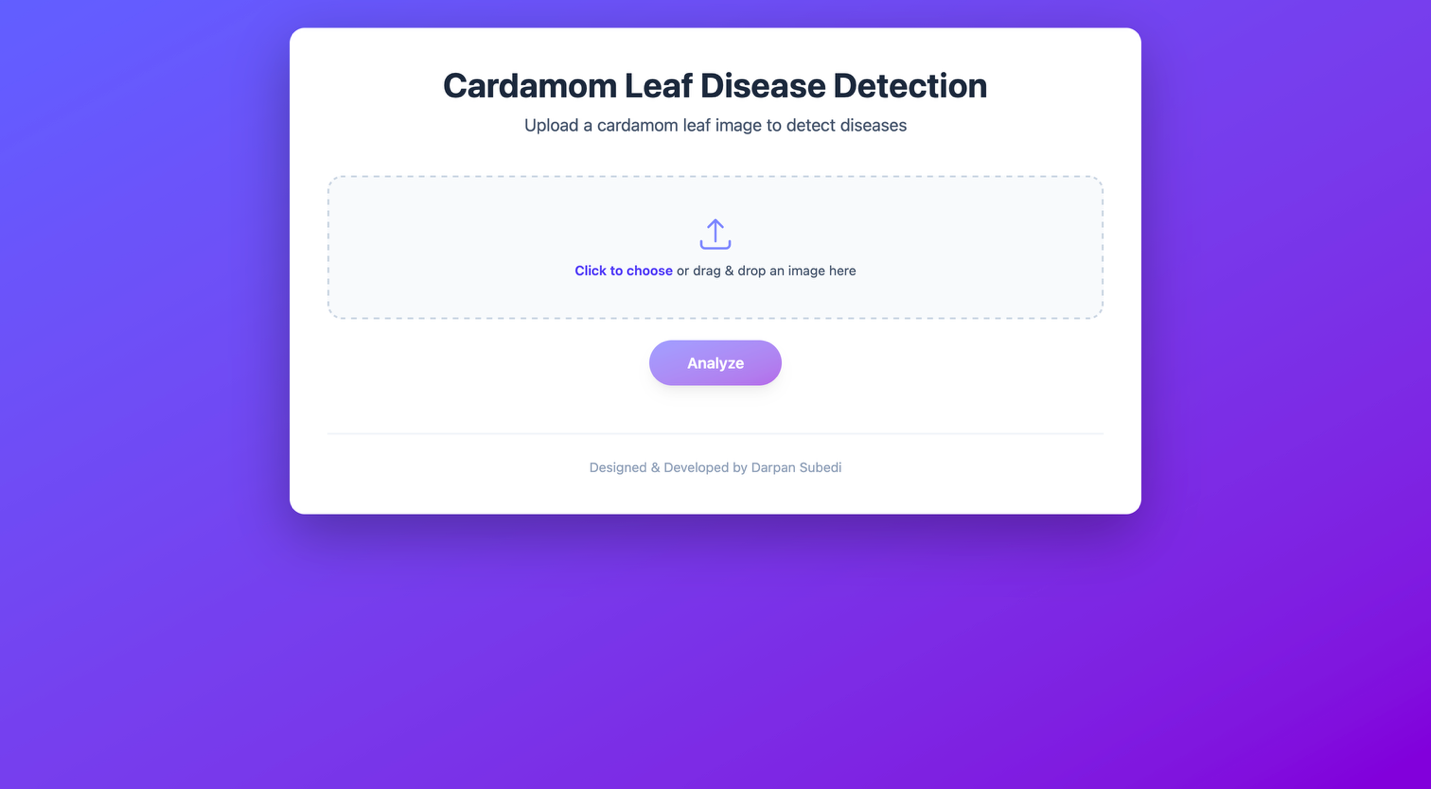 Cardamom Leaf Disease Detection
Upload a cardamom leaf image to detect diseases
Click to choose or drag & drop an image here
Analyze
Designed & Developed by Darpan Subedi